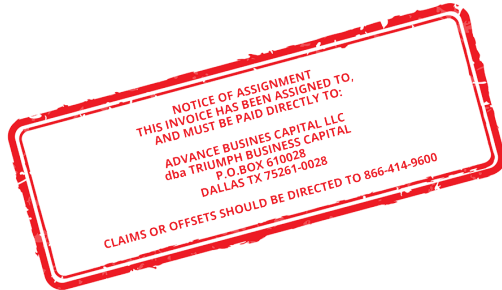 NOTICE OF ASSIGNMENT
THIS INVOICE HAS BEEN ASSIGNED TO,
AND MUST BE PAID DIRECTLY TO:
ADVANCE BUSINES CAPITAL LLC
dba TRIUMPH BUSINESS CAPITAL
P.O.BOX 610028
DALLAS TX 75261-0028
CLAIMS OR OFFSETS SHOULD BE DIRECTED TO 866-414-9600